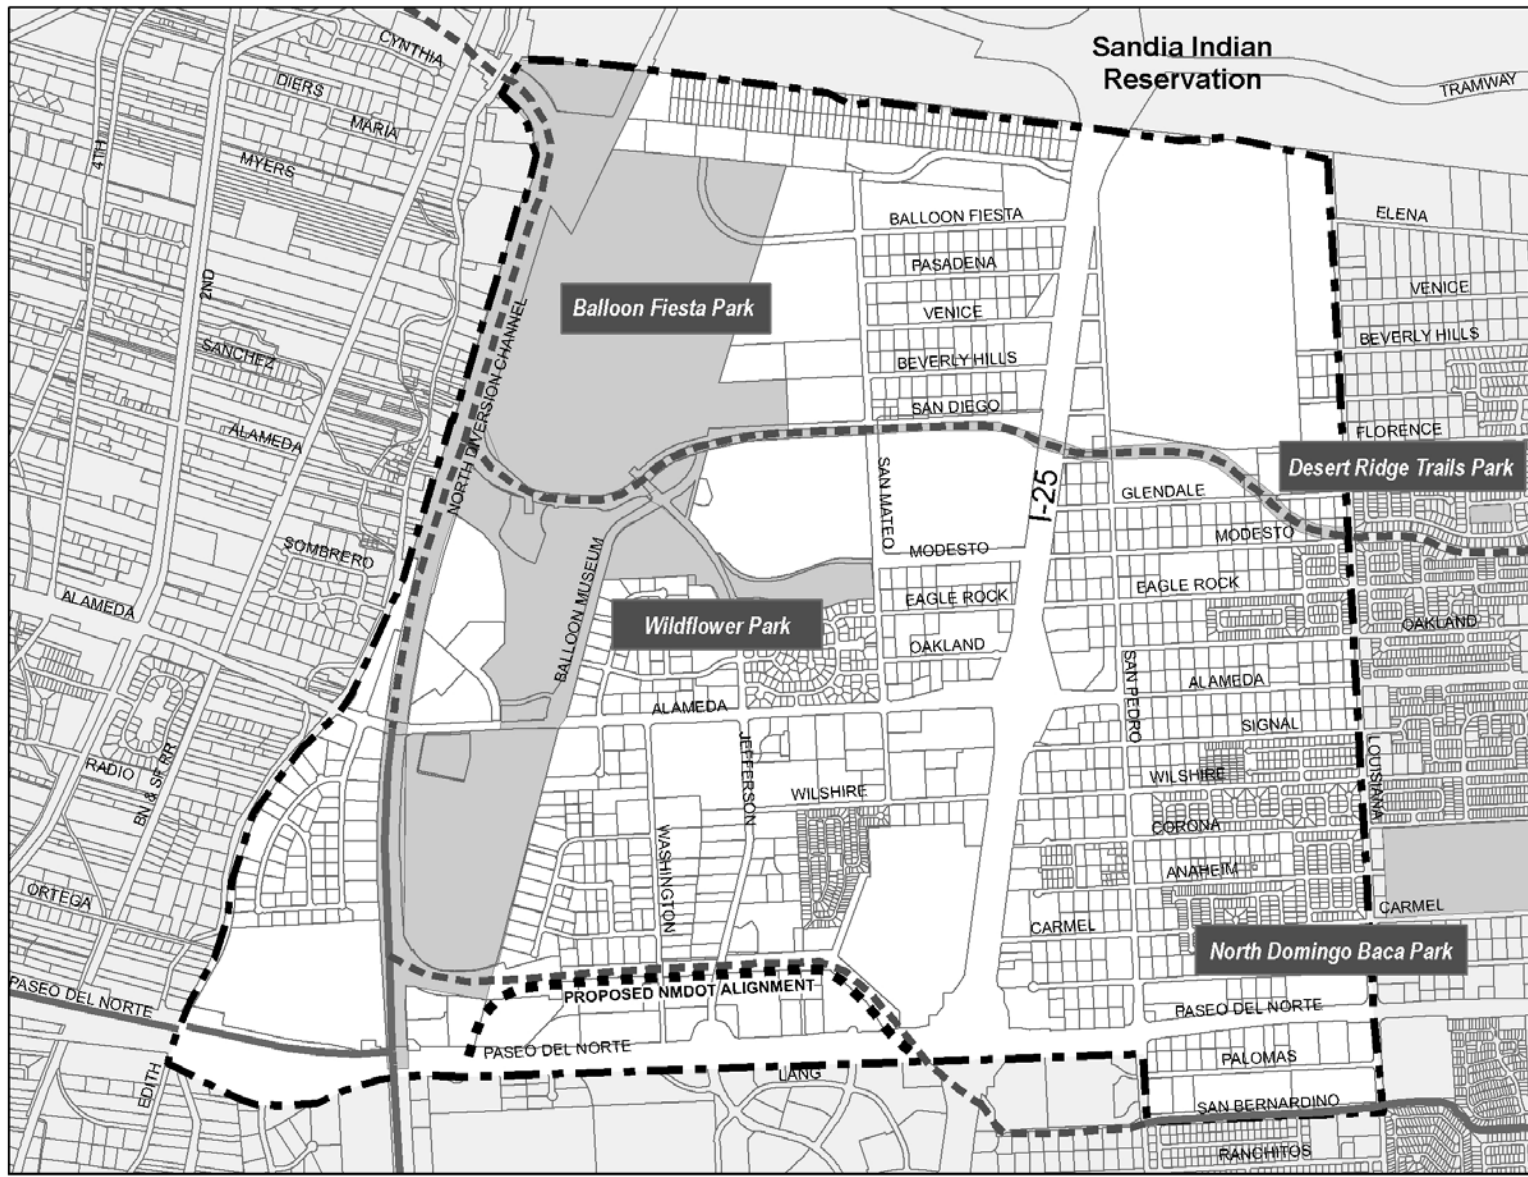 CYNTHIA
Sandia Indian
Reservation
TRAMWAY
DIERS
MARIA
4TH
MYERS
BALLOON FIESTA
ELENA
PASADENA
2ND
VENICE
Balloon Fiesta Park
VENICE
BEVERLY HILLS
SANCHEZ
BEVERLY HILLS
NORTH DIVERSION CHANNEL
SAN DIEGO
ALAMEDA
FLORENCE
Desert Ridge Trails Park
SAN MATEO
I-25
GLENDALE
MODESTO
SOMBRERO
MODESTO
EAGLE ROCK
ALAMEDA
EAGLE ROCK
BALLOON MUSEUM
Wildflower Park
OAKLAND
OAKLAND
SAN PEDRO
ALAMEDA
ALAMEDA
SIGNAL
RADIO
BN & SF RR
JEFFERSON
LOUISIANA
WILSHIRE
WILSHIRE
CORONA
WASHINGTON
ANAHEIM
ORTEGA
CARMEL
CARMEL
North Domingo Baca Park
PASEO DEL NORTE
PROPOSED NMDOT ALIGNMENT
PASEO DEL NORTE
PASEO DEL NORTE
PALOMAS
EDITH
LANG
SAN BERNARDINO
RANCHITOS